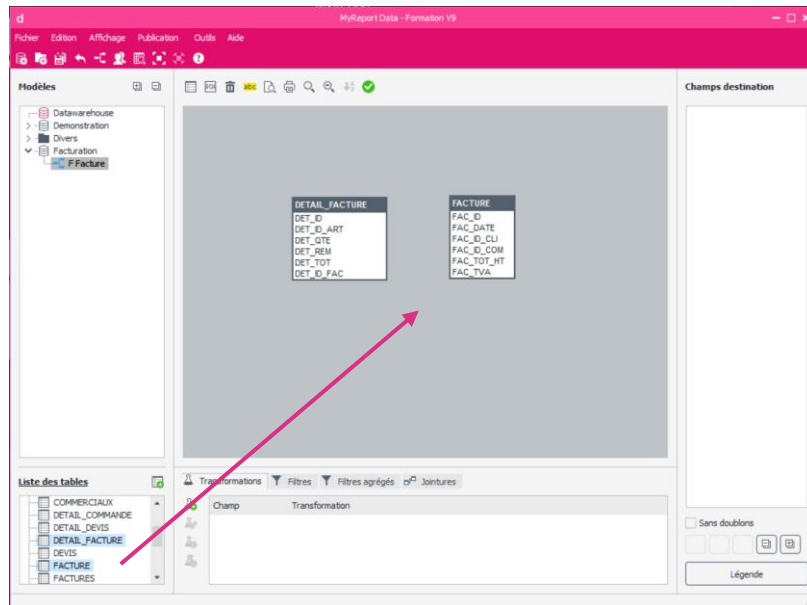 d MyReport Data - Formation V9
Fichier Edition Affichage Publication Outils Aide
Modèles
Datawarehouse
Demonstration
Divers
Facturation
F Facture
SQL
abc
DETAIL_FACTURE
DET_ID
DET_ID_ART
DET_QTE
DET_REM
DET_TOT
DET_ID_FAC
FACTURE
FAC_ID
FAC_DATE
FAC_ID_CLI
FAC_ID_COM
FAC_TOT_HT
FAC_TVA
Champs destination
Liste des tables
COMMERCIAUX
DETAIL_COMMANDE
DETAIL_DEVIS
DETAIL_FACTURE
DEVIS
FACTURE
FACTURES
Transformations Filtres Filtres agrégés Jointures
Champ Transformation
Sans doublons
Légende